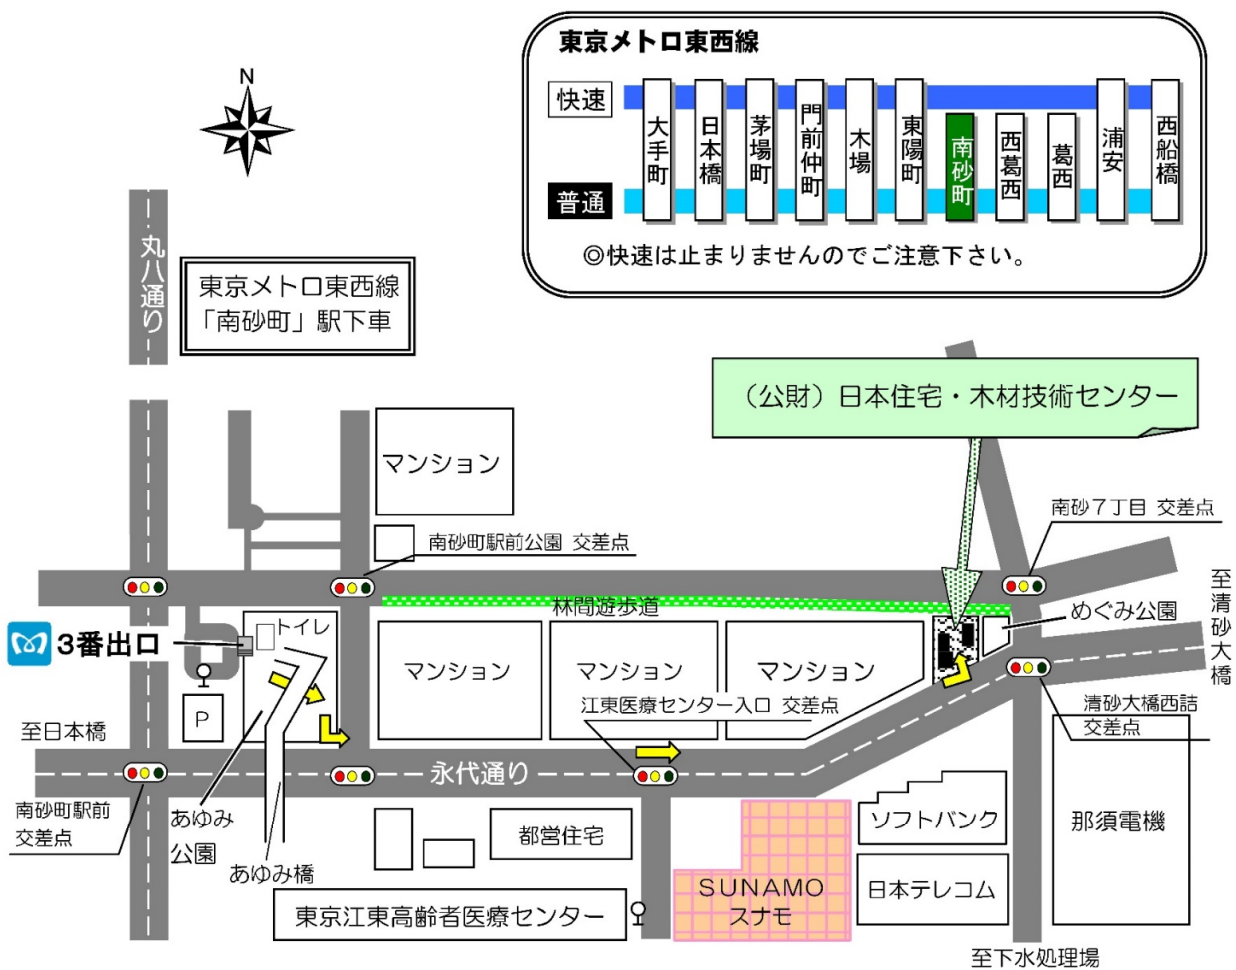 東京メトロ東西線
快速
大手町
日本橋
茅場町
門前仲町
木場
東陽町
南砂町
西葛西
葛西
浦安
西船橋
普通
◎快速は止まりませんのでご注意下さい。
N
丸八通り
東京メトロ東西線
「南砂町」駅下車
(公財)日本住宅・木材技術センター
マンション
南砂町駅前公園 交差点
南砂7丁目 交差点
林間遊歩道
至清砂大橋
めぐみ公園
3番出口
トイレ
マンション
マンション
マンション
P
江東医療センター入口 交差点
清砂大橋西詰
交差点
至日本橋
永代通り
南砂町駅前
交差点
あゆみ
公園
あゆみ橋
都営住宅
ソフトバンク
那須電機
SUNAMO
スナモ
日本テレコム
東京江東高齢者医療センター
至下水処理場